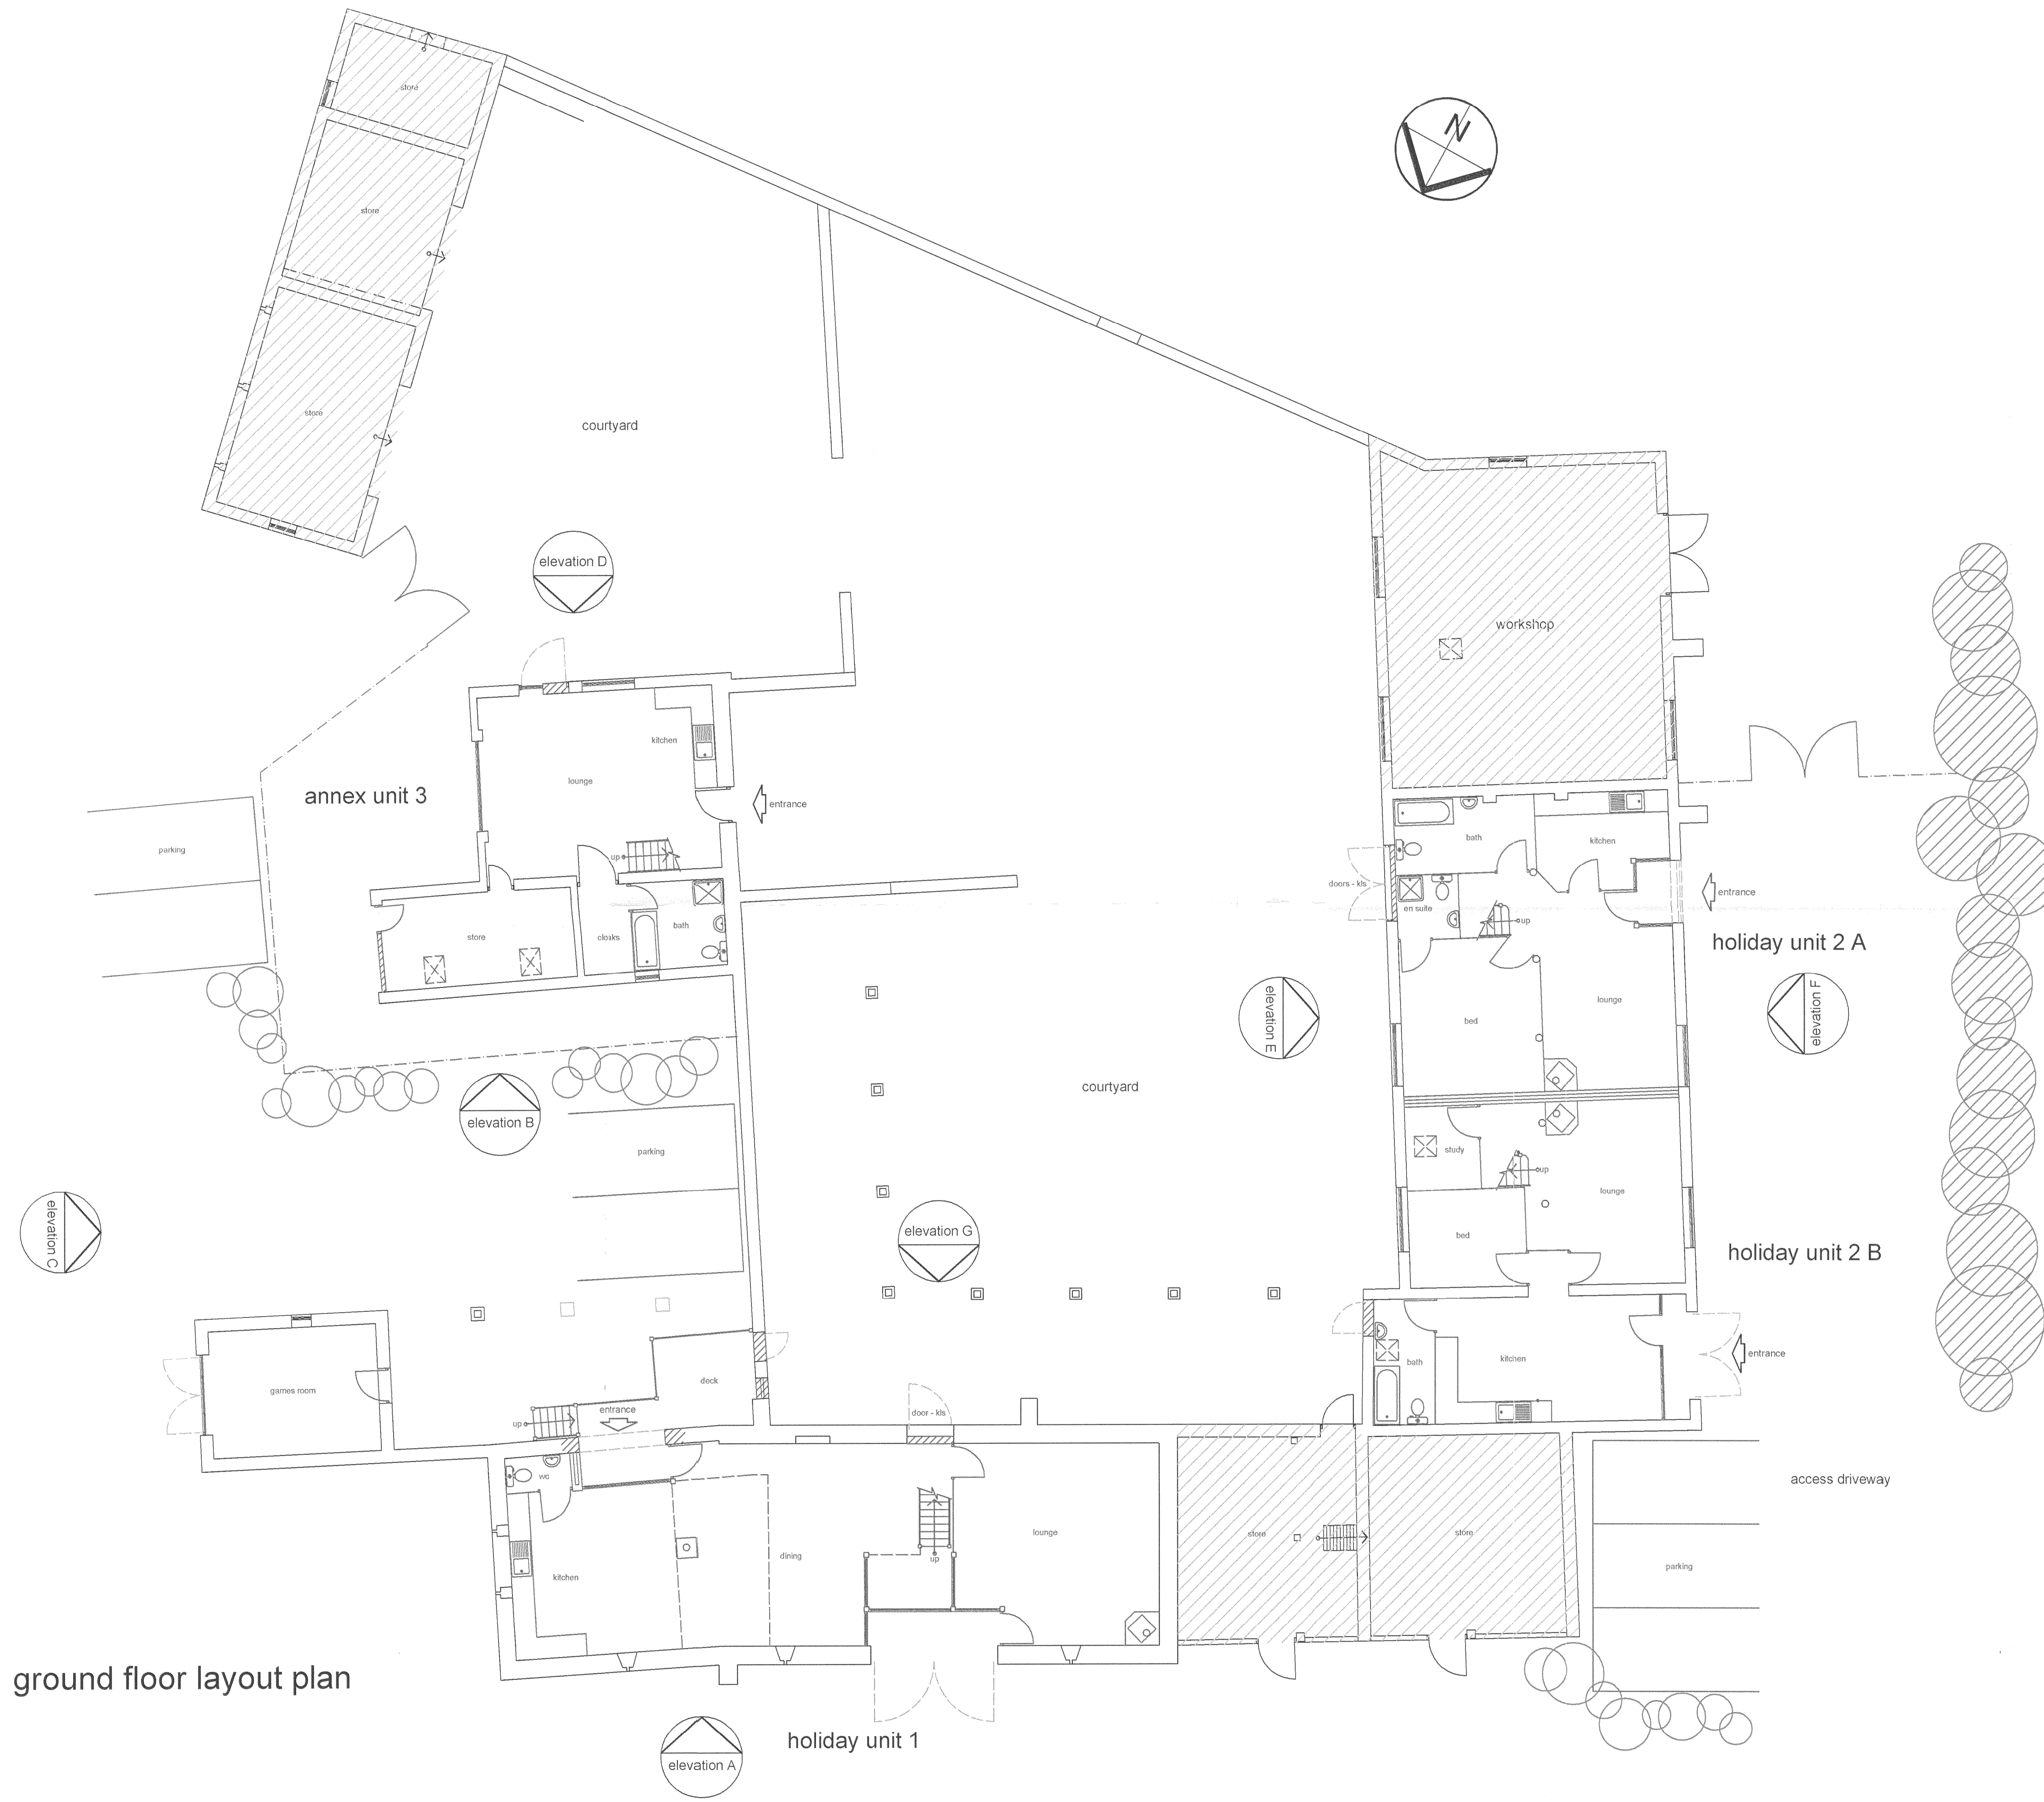 store
N
store
store
courtyard
elevation D
workshop
kitchen
lounge
annex unit 3
entrance
parking
up
bath
kitchen
doors - kls
en suite
up
entrance
store
cloaks
bath
holiday unit 2 A
lounge
bed
elevation E
elevation F
courtyard
elevation B
parking
study
up
lounge
elevation C
elevation G
bed
holiday unit 2 B
entrance
bath
kitchen
games room
deck
up
entrance
door - kls
wc
access driveway
lounge
store
store
dining
up
kitchen
parking
ground floor layout plan
holiday unit 1
elevation A